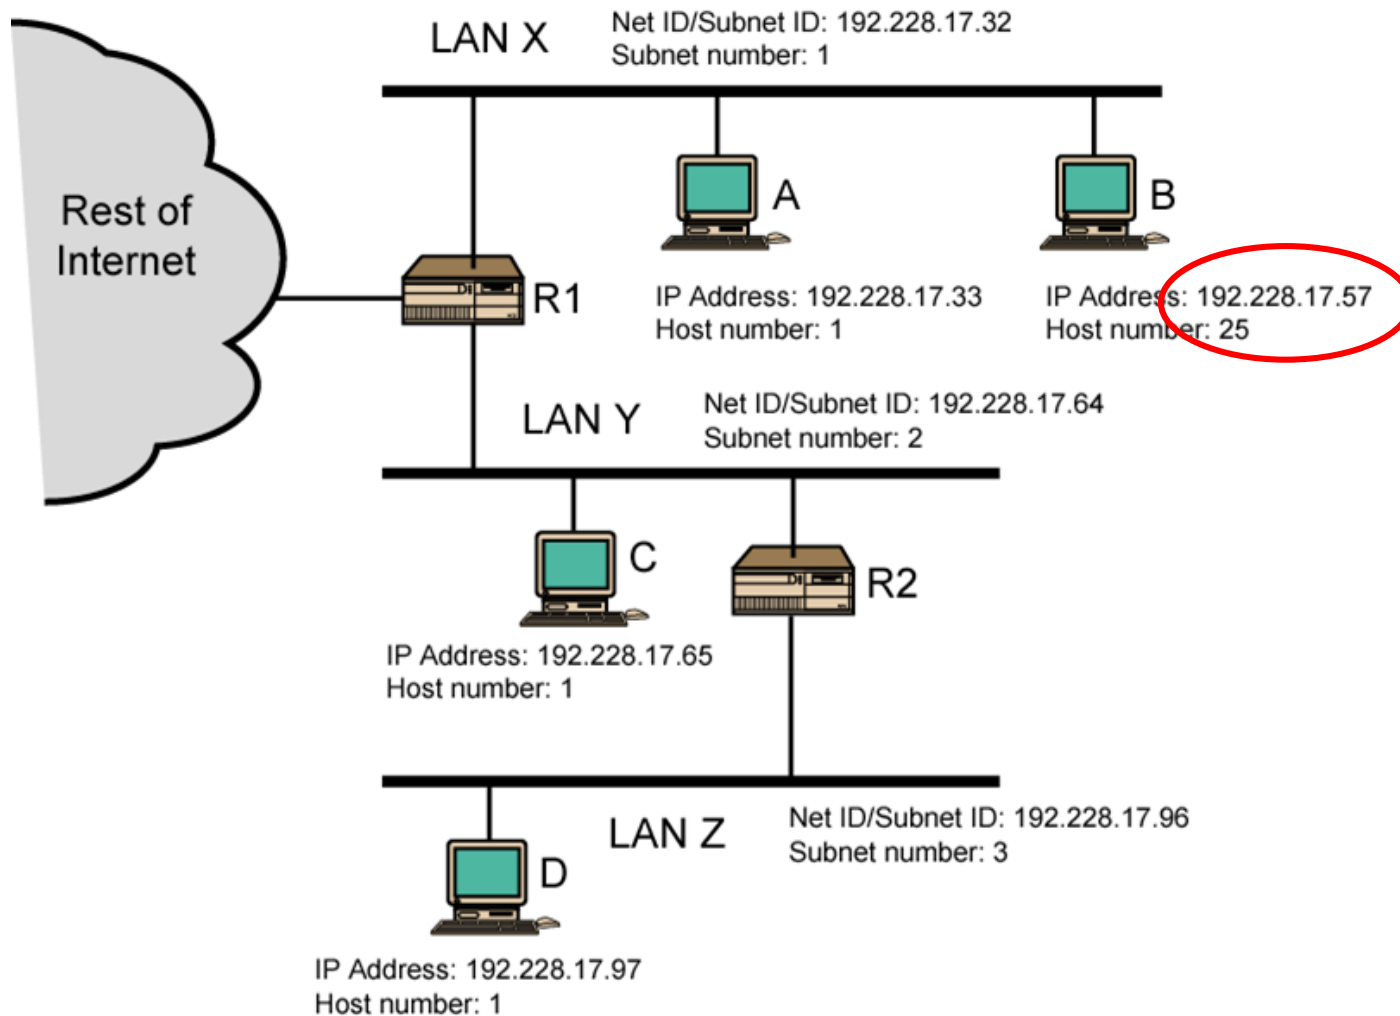 LAN X
Net ID/Subnet ID: 192.228.17.32
Subnet number: 1
Rest of
Internet
A
B
R1
IP Address: 192.228.17.33
Host number: 1
IP Address: 192.228.17.57
Host number: 25
LAN Y
Net ID/Subnet ID: 192.228.17.64
Subnet number: 2
C
R2
IP Address: 192.228.17.65
Host number: 1
LAN Z
Net ID/Subnet ID: 192.228.17.96
Subnet number: 3
D
IP Address: 192.228.17.97
Host number: 1